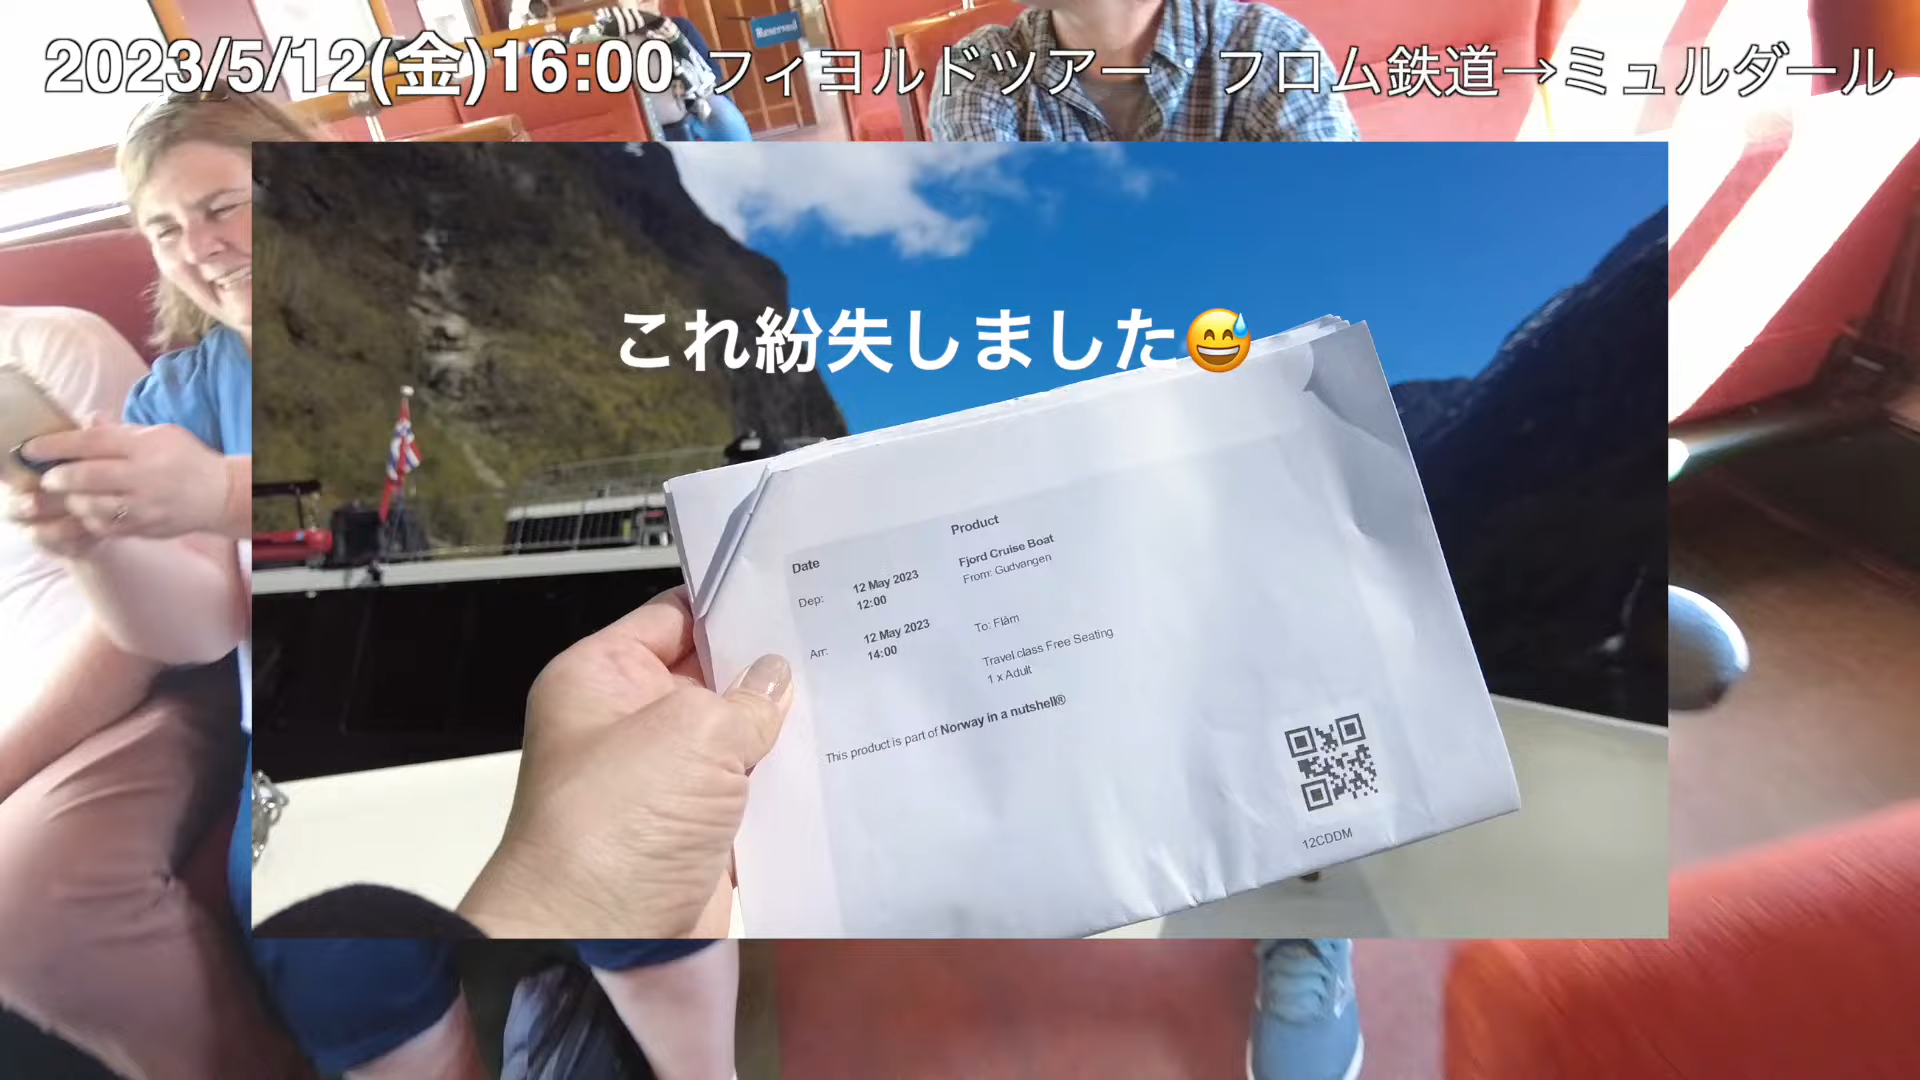 2023/5/12(金)16:00 フィヨルドツアー フロム鉄道→ミュルダール
Reserved
これ紛失しました😅
Product
Date
Fjord Cruise Boat
Dep: 12 May 2023 From: Gudvangen
12:00
Arr: 12 May 2023 To: Flåm
14:00
Travel class Free Seating
1 x Adult
This product is part of Norway in a nutshell®
12CDDM